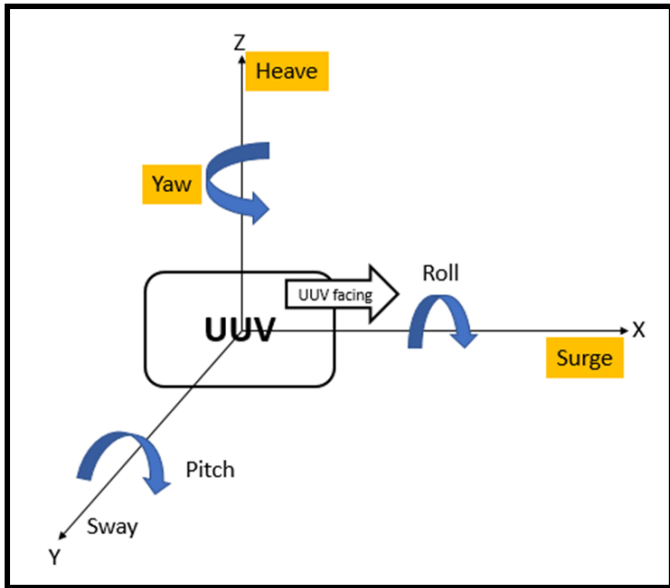 Z
Heave
Yaw
Roll
UUV facing
UUV
X
Surge
Pitch
Sway
Y